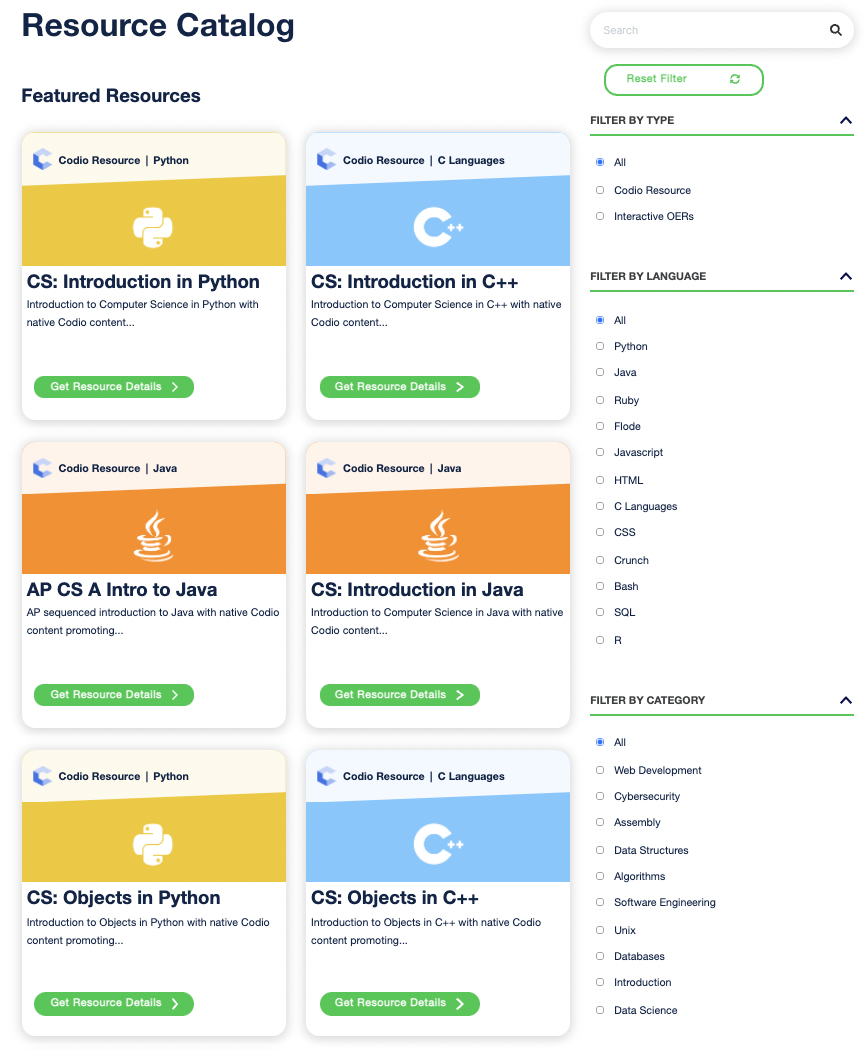 Resource Catalog
Search
Reset Filter
Featured Resources
Codio Resource | Python
CS: Introduction in Python
Introduction to Computer Science in Python with
native Codio content...
Get Resource Details
Codio Resource | C Languages
C++
CS: Introduction in C++
Introduction to Computer Science in C++ with native
Codio content...
Get Resource Details
Codio Resource | Java
AP CS A Intro to Java
AP sequenced introduction to Java with native Codio
content promoting...
Get Resource Details
Codio Resource | Java
CS: Introduction in Java
Introduction to Computer Science in Java with native
Codio content...
Get Resource Details
Codio Resource | Python
CS: Objects in Python
Introduction to Objects in Python with native Codio
content promoting...
Get Resource Details
Codio Resource | C Languages
C++
CS: Objects in C++
Introduction to Objects in C++ with native Codio
content promoting...
Get Resource Details
FILTER BY TYPE
All
Codio Resource
Interactive OERs
FILTER BY LANGUAGE
All
Python
Java
Ruby
Flode
Javascript
HTML
C Languages
CSS
Crunch
Bash
SQL
R
FILTER BY CATEGORY
All
Web Development
Cybersecurity
Assembly
Data Structures
Algorithms
Software Engineering
Unix
Databases
Introduction
Data Science